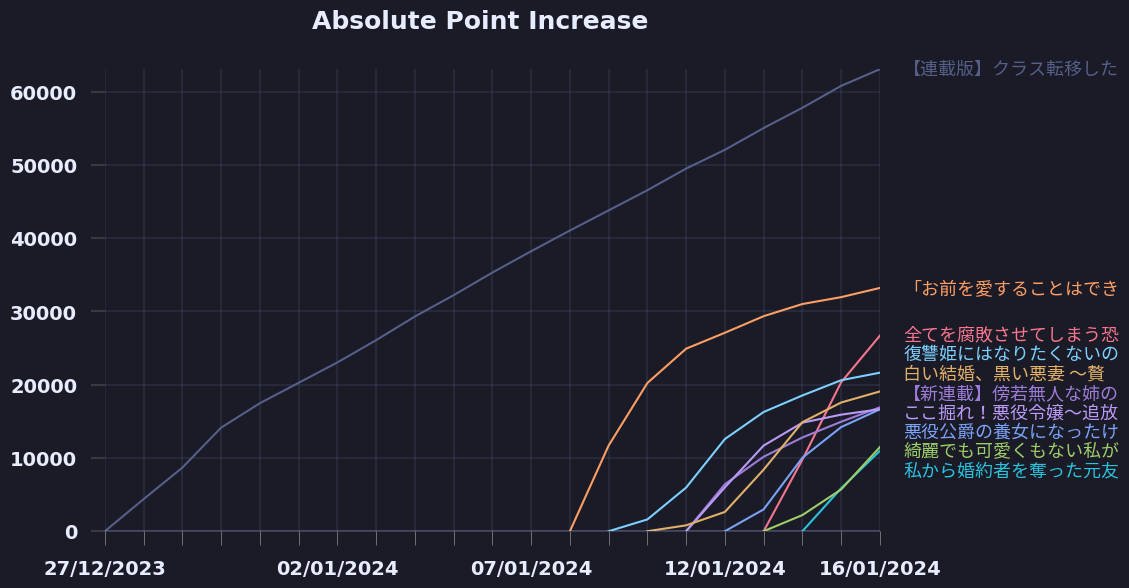 Absolute Point Increase
60000
50000
40000
30000
20000
10000
0
27/12/2023
02/01/2024
07/01/2024
12/01/2024
16/01/2024
【連載版】クラス転移した
「お前を愛することはでき
全てを腐敗させてしまう恐
復讐姫にはなりたくないの
白い結婚、黒い悪妻 ～贅
【新連載】傍若無人な姉の
ここ掘れ！悪役令嬢～追放
悪役公爵の養女になったけ
綺麗でも可愛くもない私が
私から婚約者を奪った元友